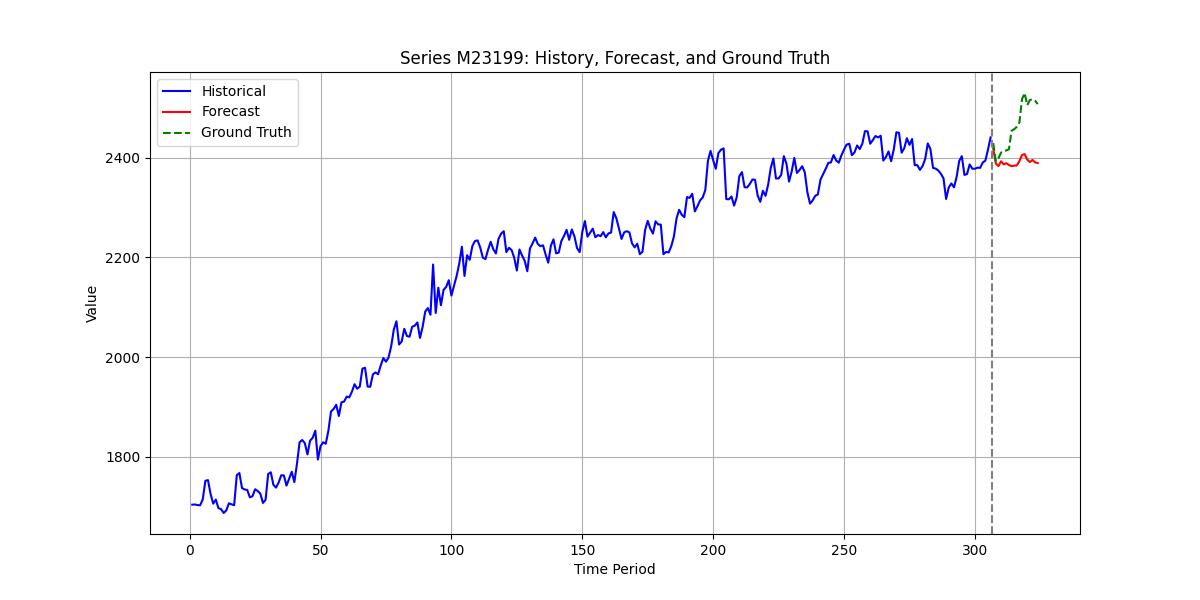 Series M23199: History, Forecast, and Ground Truth
Historical
Forecast
Ground Truth
Value
2400
2200
2000
1800
0 50 100 150 200 250 300
Time Period